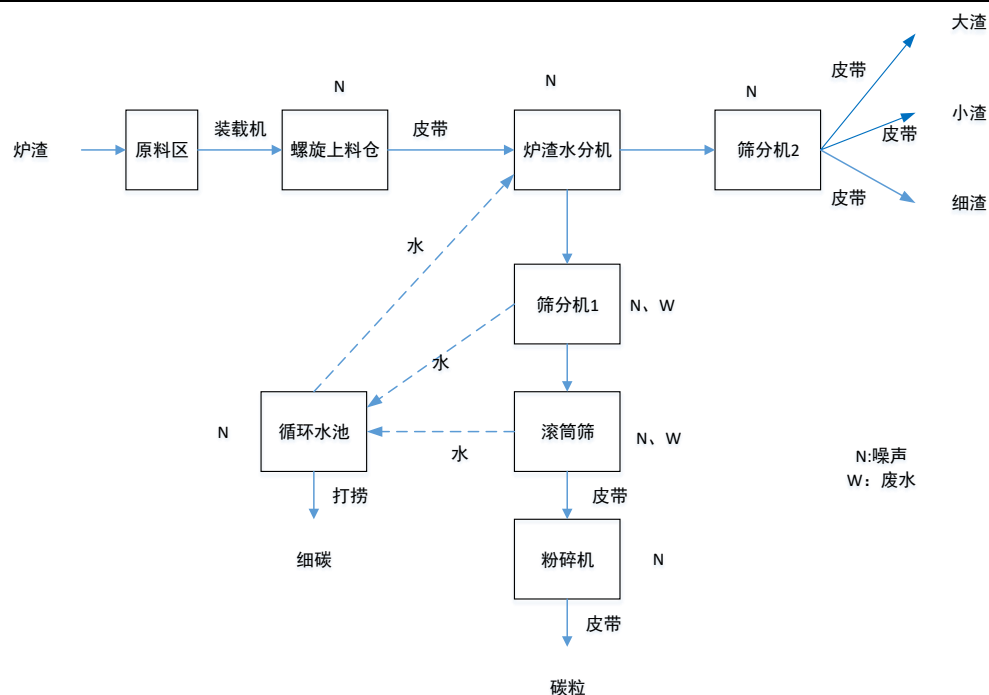 大渣
皮带
N
N
N
小渣
皮带
炉渣
原料区
装载机
螺旋上料仓
皮带
炉渣水分机
筛分机2
皮带
细渣
水
筛分机1
N、W
水
N
循环水池
滚筒筛
N、W
水
N:噪声
W：废水
打捞
皮带
细碳
粉碎机
N
皮带
碳粒